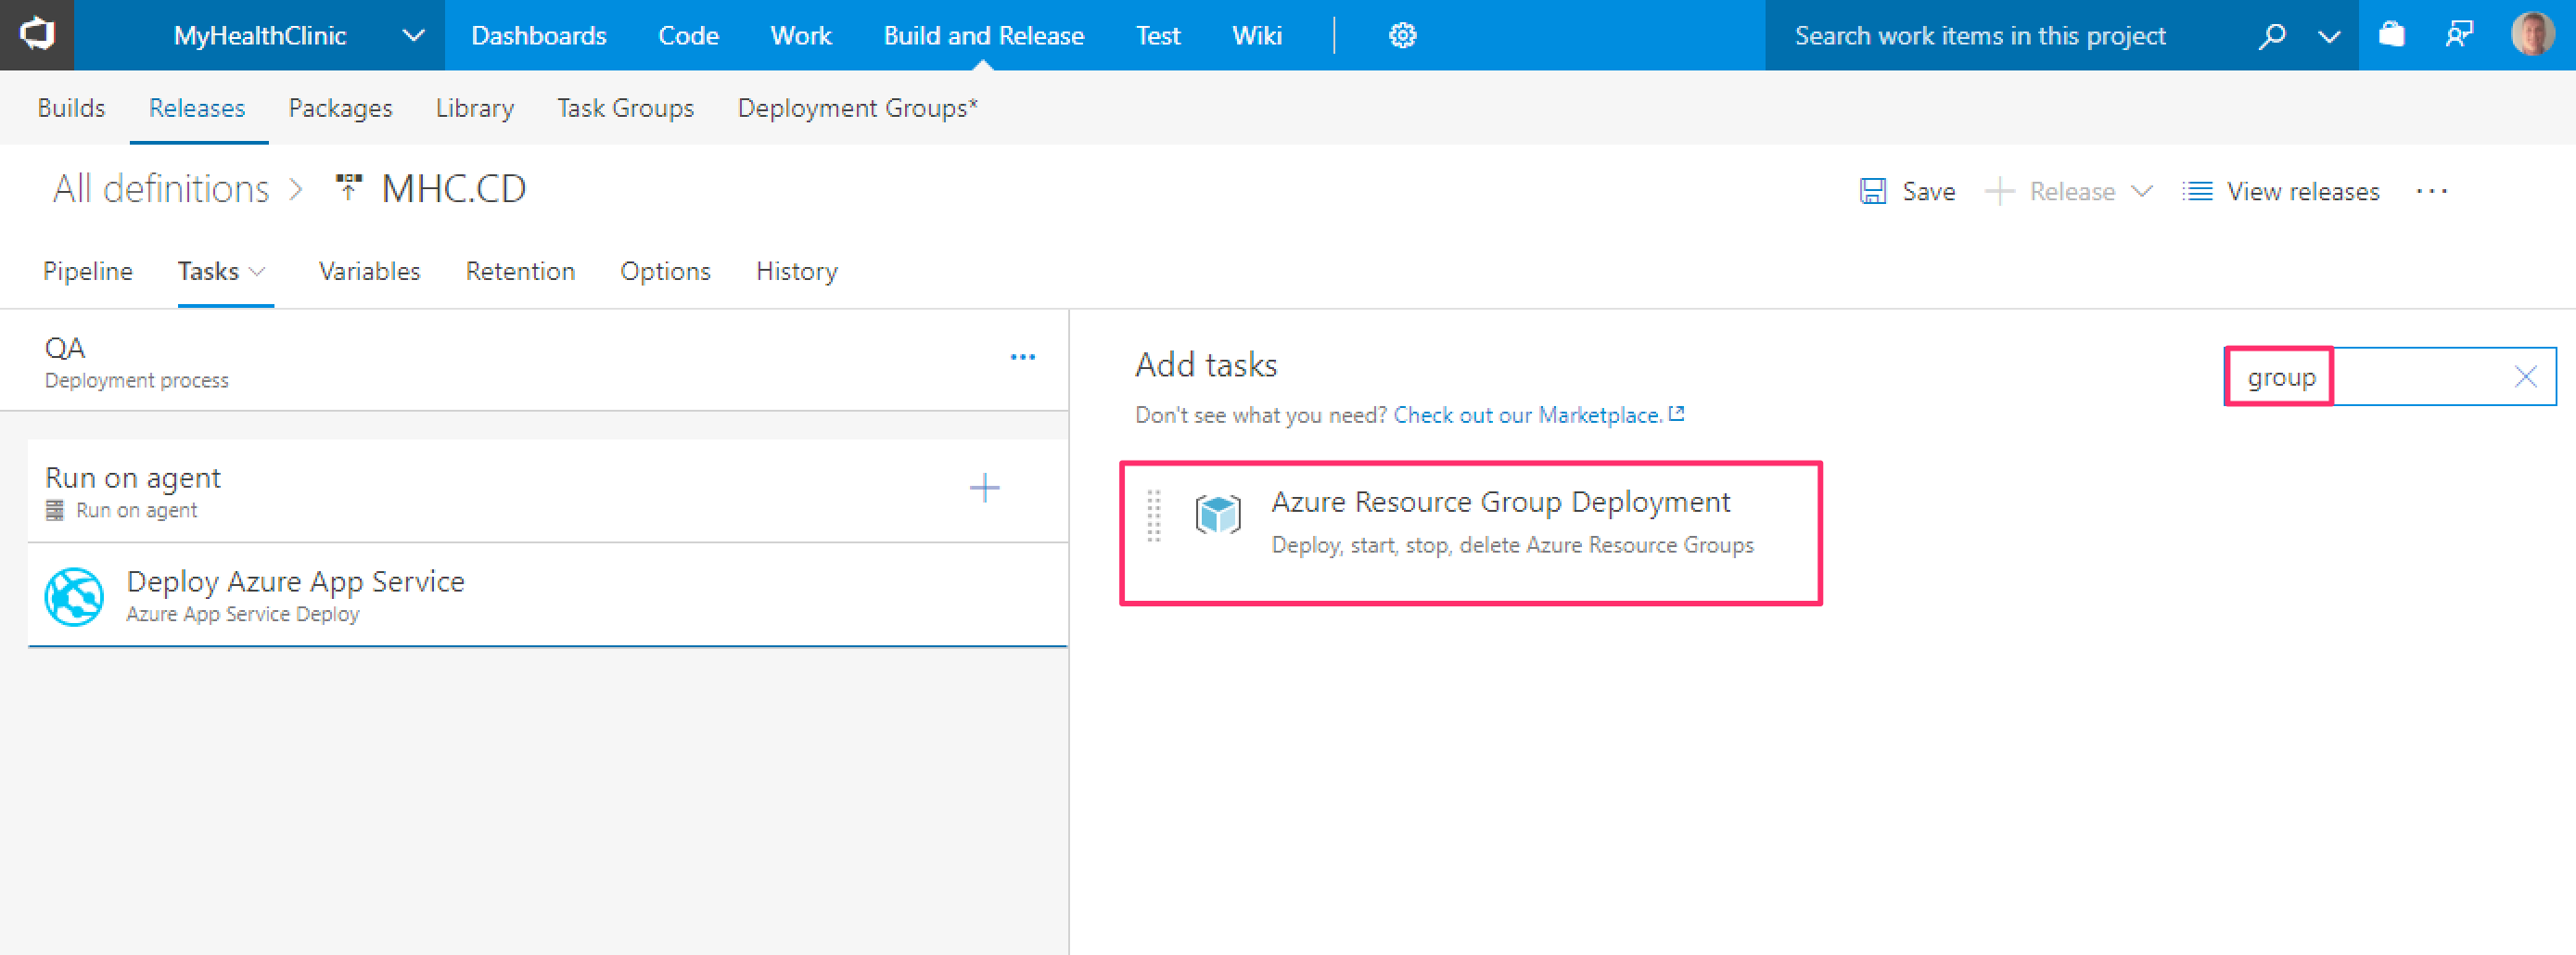 MyHealthClinic Dashboards Code Work Build and Release Test Wiki Search work items in this project
Builds Releases Packages Library Task Groups Deployment Groups*
All definitions > MHC.CD Save + Release View releases ...
Pipeline Tasks Variables Retention Options History
QA
Deployment process
...
Run on agent
Run on agent
+
Deploy Azure App Service
Azure App Service Deploy
Add tasks
group
Don't see what you need? Check out our Marketplace.
Azure Resource Group Deployment
Deploy, start, stop, delete Azure Resource Groups